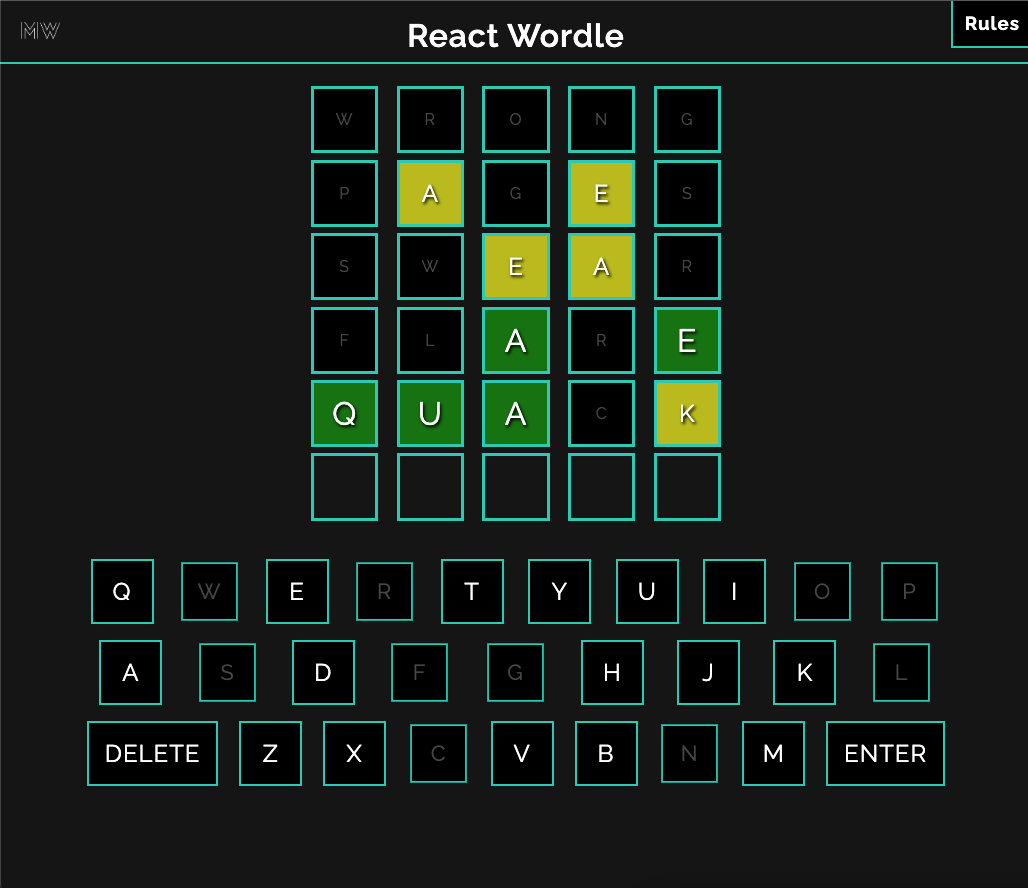 MW
React Wordle
Rules
W R O N G
P A G E S
S W E A R
F L A R E
Q U A C K
Q W E R T Y U I O P
A S D F G H J K L
DELETE Z X C V B N M ENTER